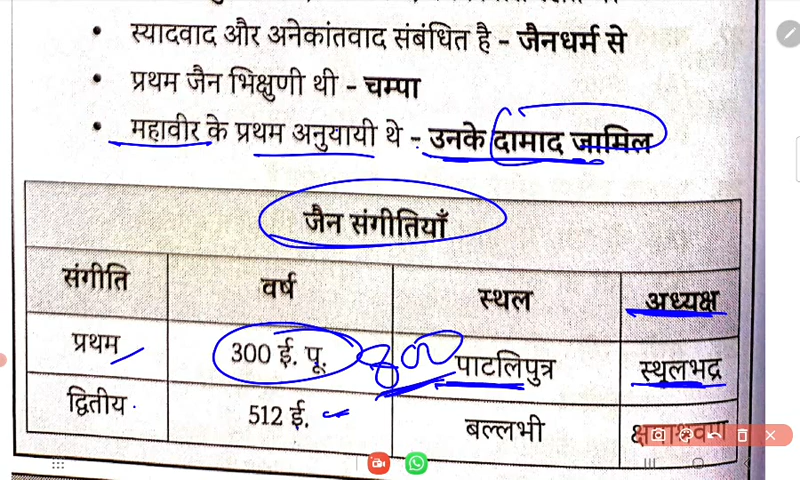 स्यादवाद और अनेकांतवाद संबंधित है - जैनधर्म से
प्रथम जैन भिक्षुणी थी - चम्पा
महावीर के प्रथम अनुयायी थे - उनके दामाद जामिल
जैन संगीतियाँ
संगीति वर्ष स्थल अध्यक्ष
प्रथम 300 ई. पू. पाटलिपुत्र स्थूलभद्र
द्वितीय 512 ई. बल्लभी